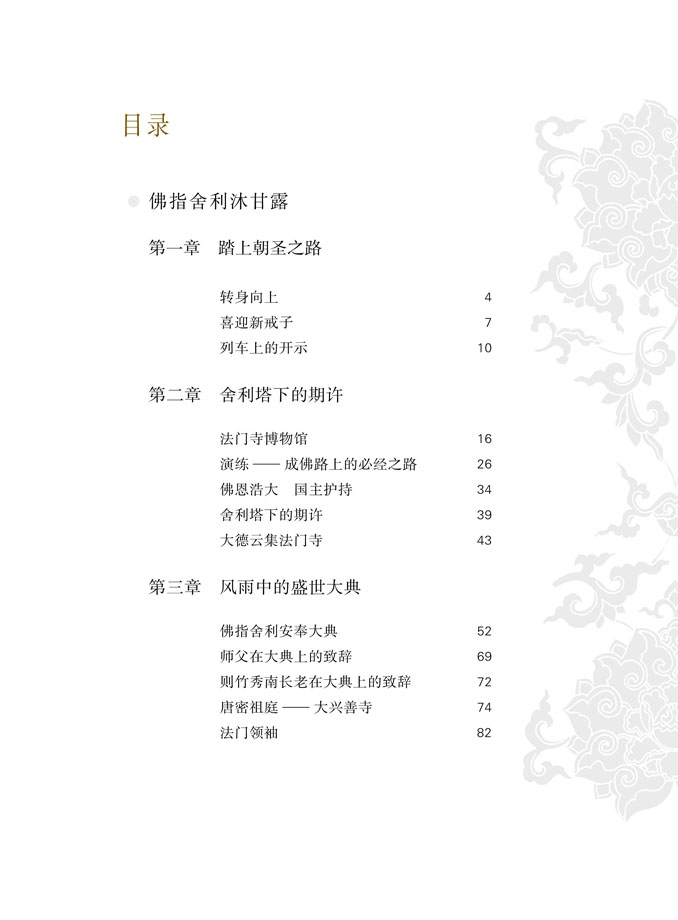 目录
佛指舍利沐甘露
第一章 踏上朝圣之路
转身向上 4
喜迎新戒子 7
列车上的开示 10
第二章 舍利塔下的期许
法门寺博物馆 16
演练 —— 成佛路上的必经之路 26
佛恩浩大 国主护持 34
舍利塔下的期许 39
大德云集法门寺 43
第三章 风雨中的盛世大典
佛指舍利安奉大典 52
师父在大典上的致辞 69
则竹秀南长老在大典上的致辞 72
唐密祖庭 —— 大兴善寺 74
法门领袖 82